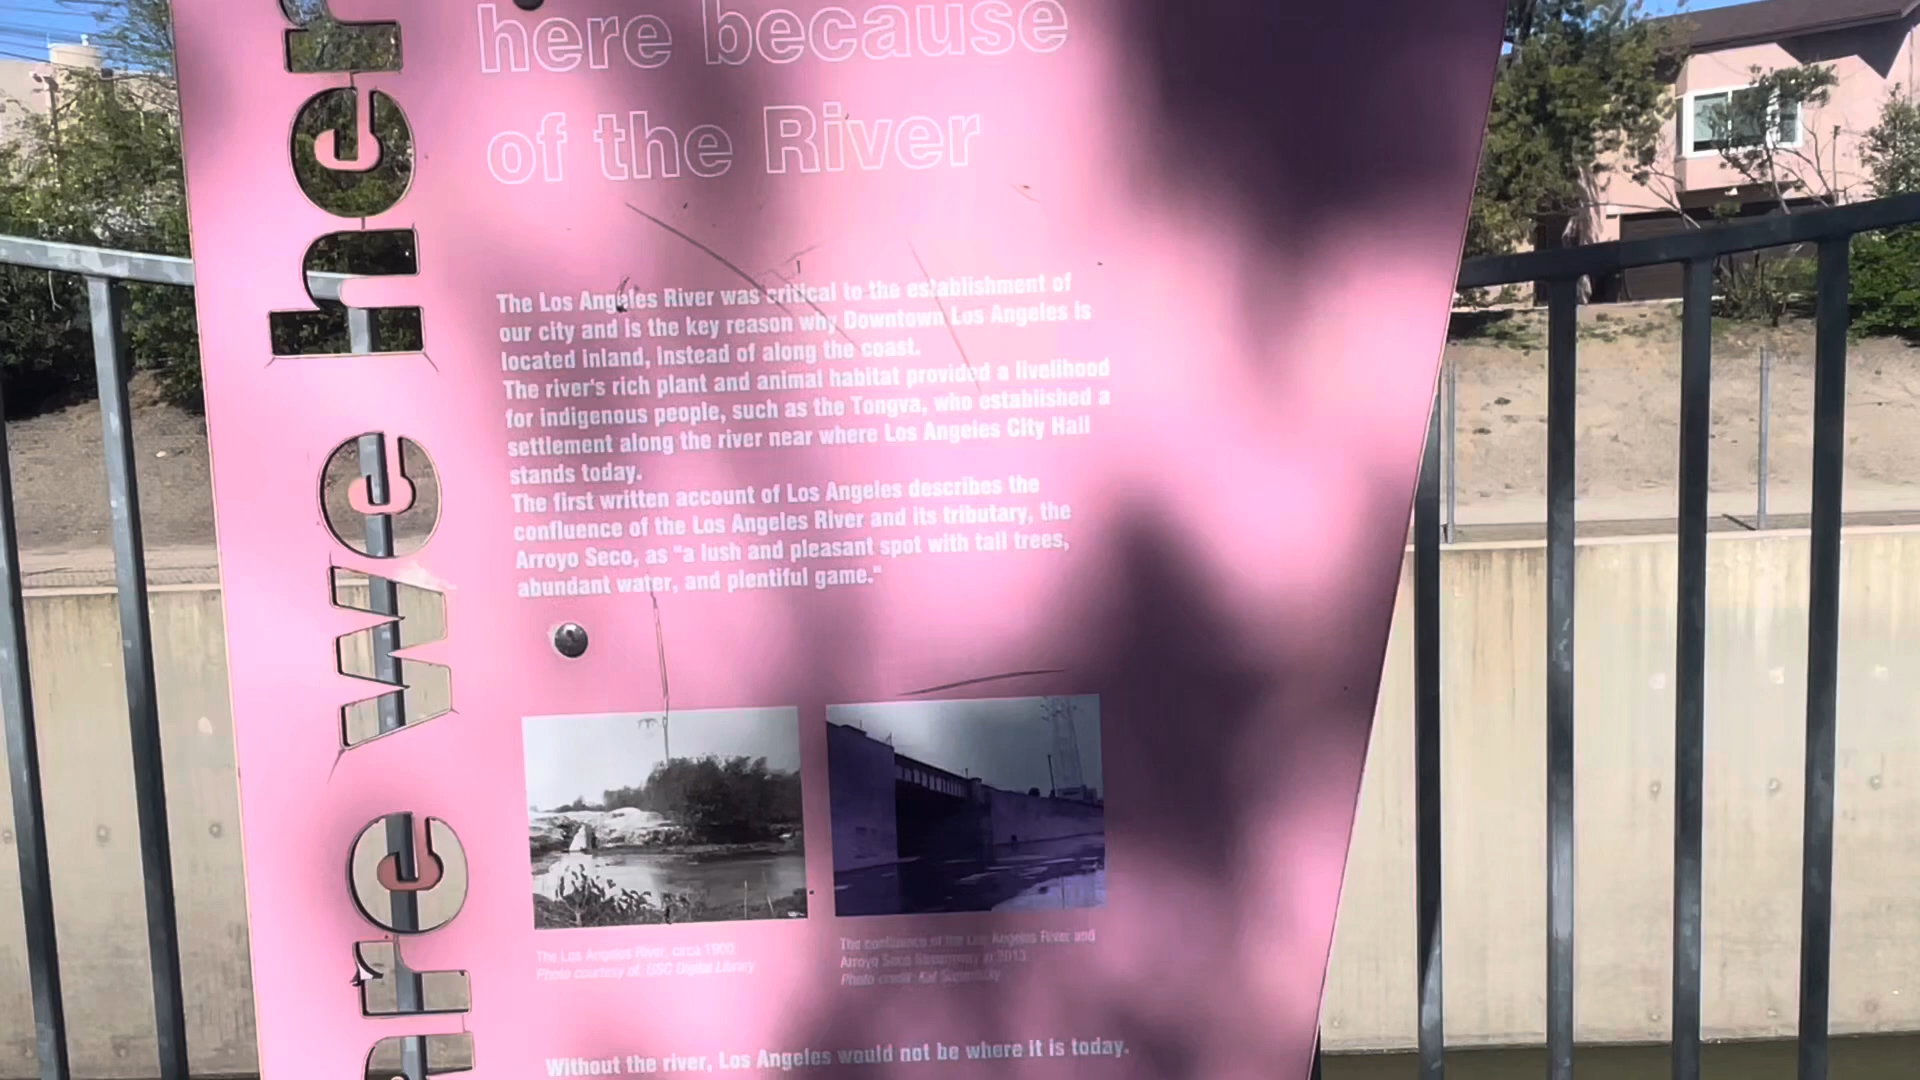 here because
of the River
are we her
The Los Angeles River was critical to the establishment of
our city and is the key reason why Downtown Los Angeles is
located inland, instead of along the coast.
The river's rich plant and animal habitat provided a livelihood
for indigenous people, such as the Tongva, who established a
settlement along the river near where Los Angeles City Hall
stands today.
The first written account of Los Angeles describes the
confluence of the Los Angeles River and its tributary, the
Arroyo Seco, as "a lush and pleasant spot with tall trees,
abundant water, and plentiful game."
The Los Angeles River, circa 1900
Photo courtesy of: USC Digital Library
The confluence of the Los Angeles River and
Arroyo Seco in 2013
Photo credit: Kat
Without the river, Los Angeles would not be where it is today.